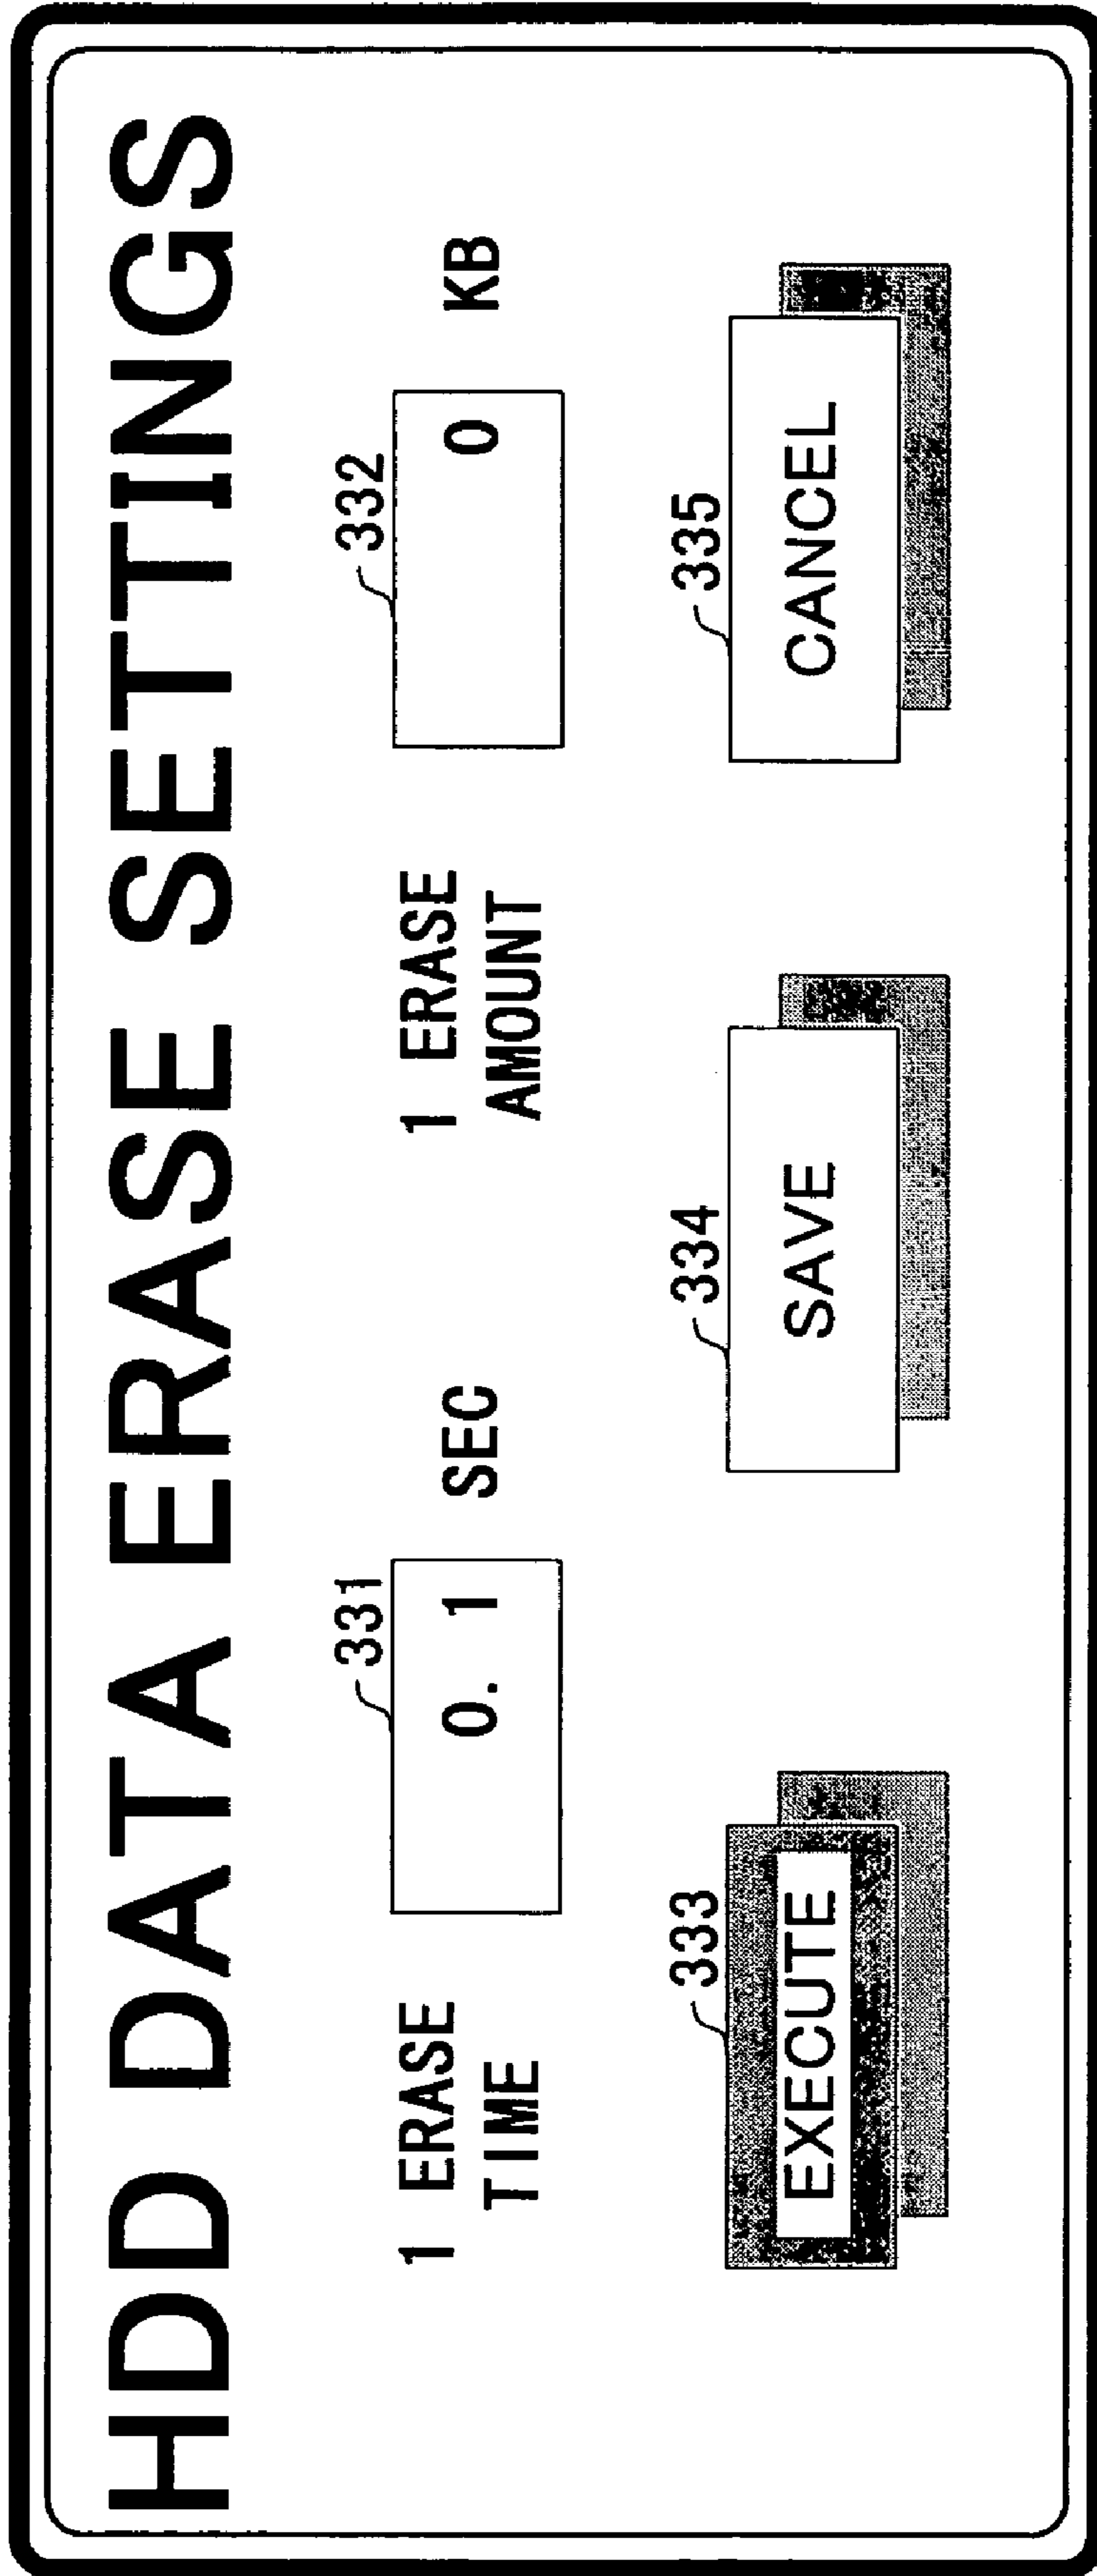 HDD DATA ERASE SETTINGS
331
332
1 ERASE
TIME
0. 1
SEC
1 ERASE
AMOUNT
0
KB
333
334
335
EXECUTE
SAVE
CANCEL